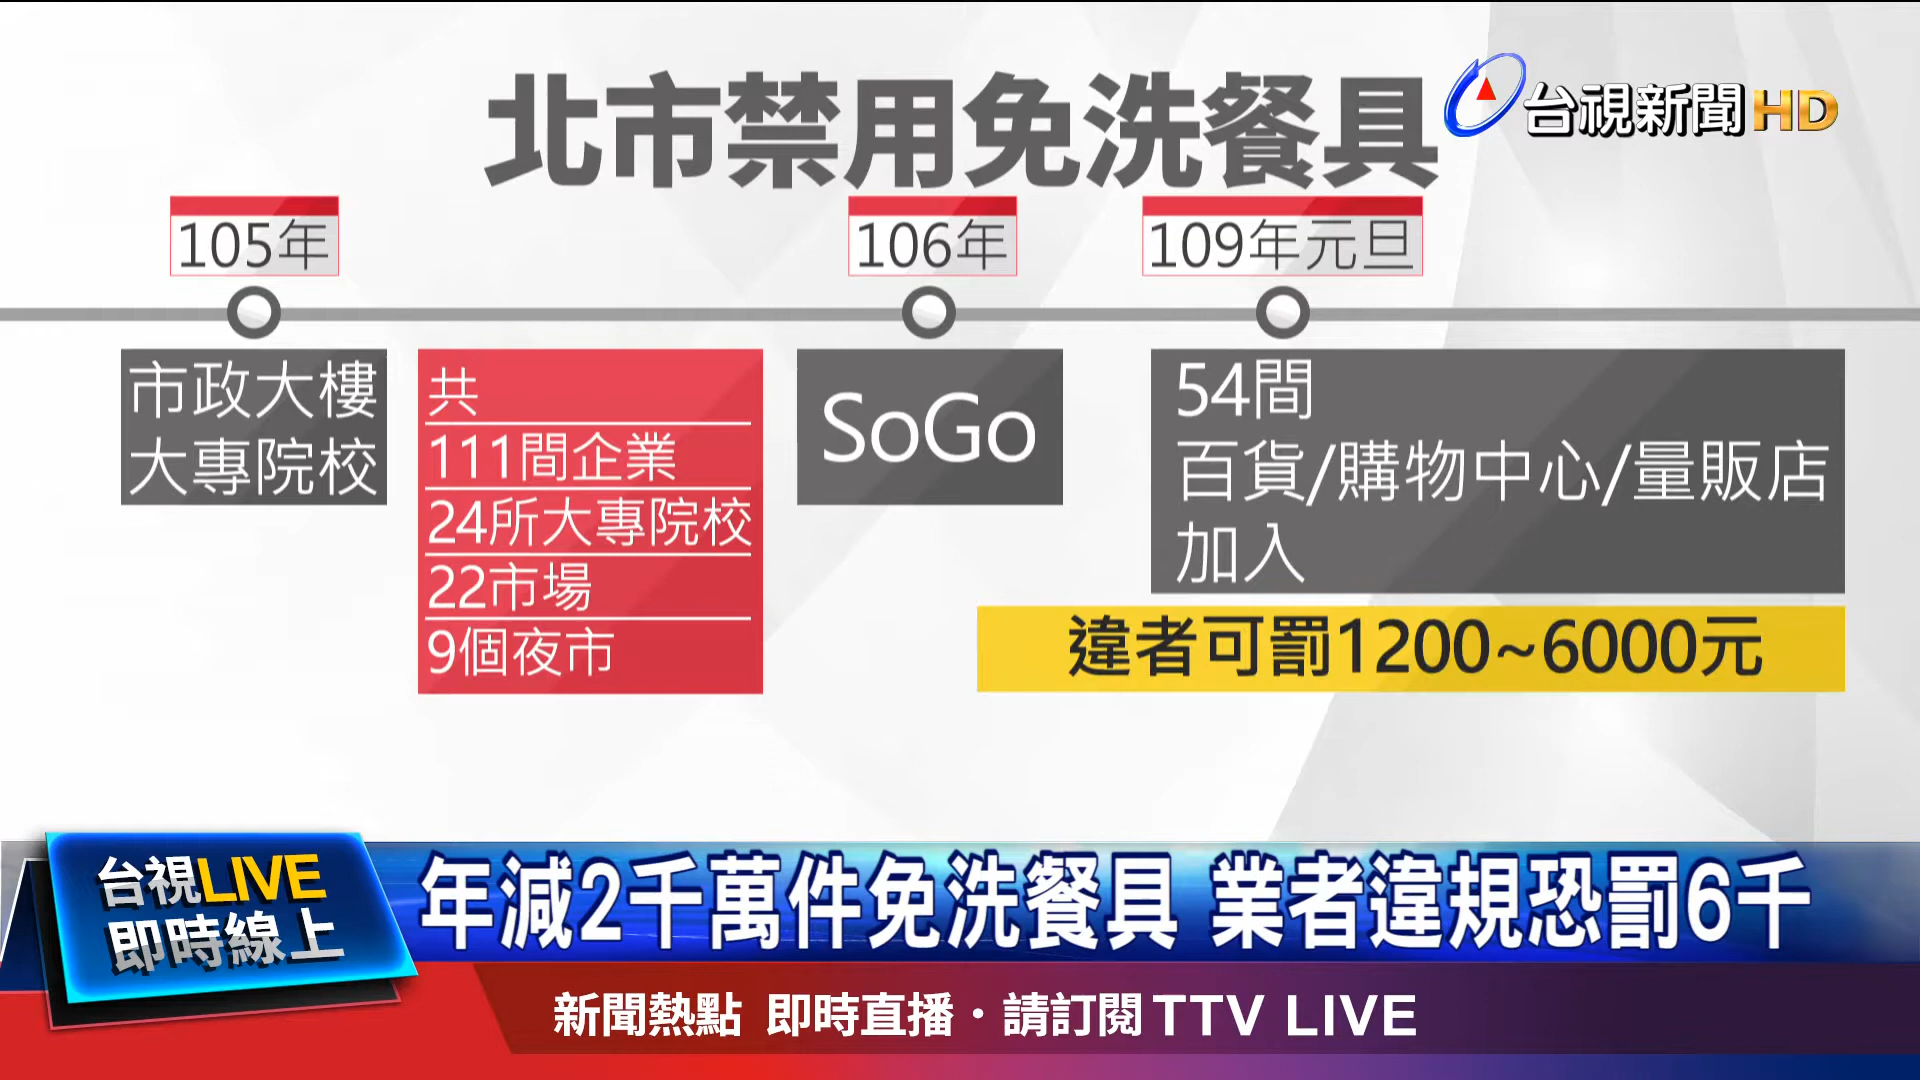 北市禁用免洗餐具
台視新聞HD
105年
106年
109年元旦
市政大樓
大專院校
共
111間企業
24所大專院校
22市場
9個夜市
SoGo
54間
百貨/購物中心/量販店
加入
違者可罰1200~6000元
台視LIVE
即時線上
年減2千萬件免洗餐具 業者違規恐罰6千
新聞熱點 即時直播・請訂閱TTV LIVE